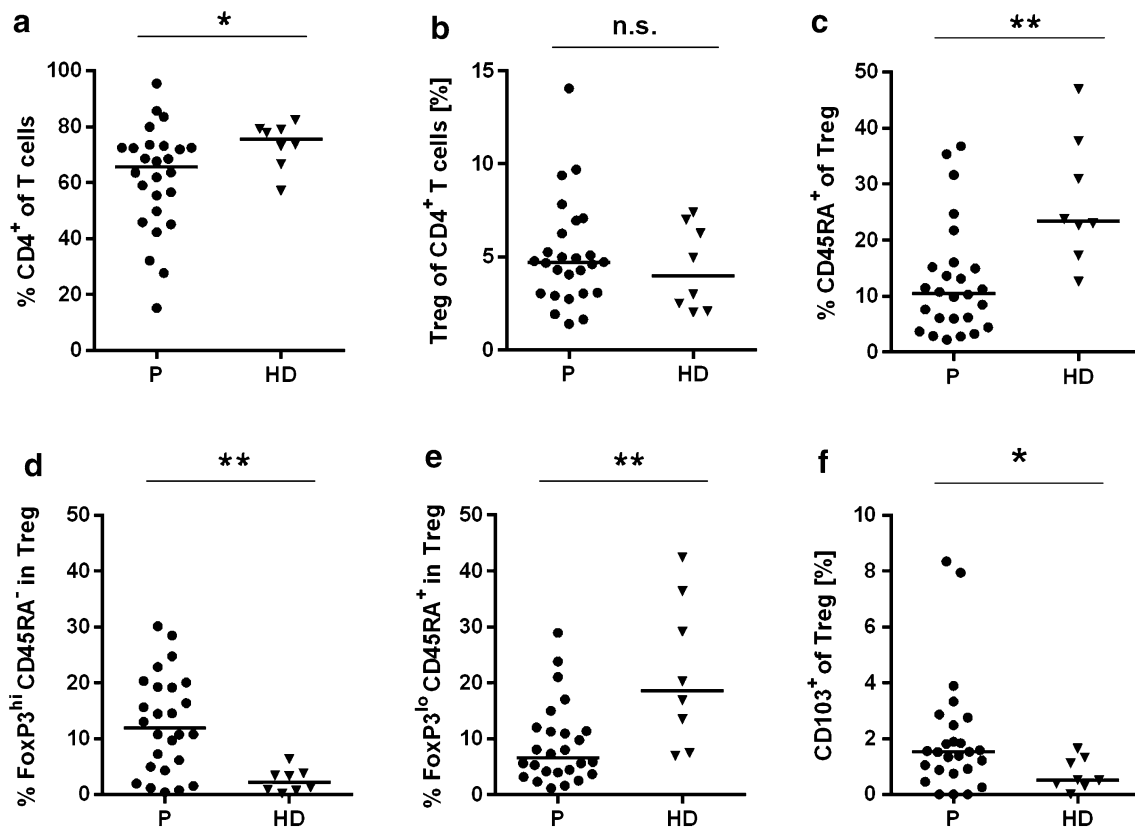 a
*
% CD4⁺ of T cells
100
80
60
40
20
0
P HD
b
n.s.
Treg of CD4⁺ T cells [%]
15
10
5
0
P HD
c
**
% CD45RA⁺ of Treg
50
40
30
20
10
0
P HD
d
**
% FoxP3ʰⁱ CD45RA⁻ in Treg
50
40
30
20
10
0
P HD
e
**
% FoxP3ˡᵒ CD45RA⁺ in Treg
50
40
30
20
10
0
P HD
f
*
CD103⁺ of Treg [%]
10
8
6
4
2
0
P HD